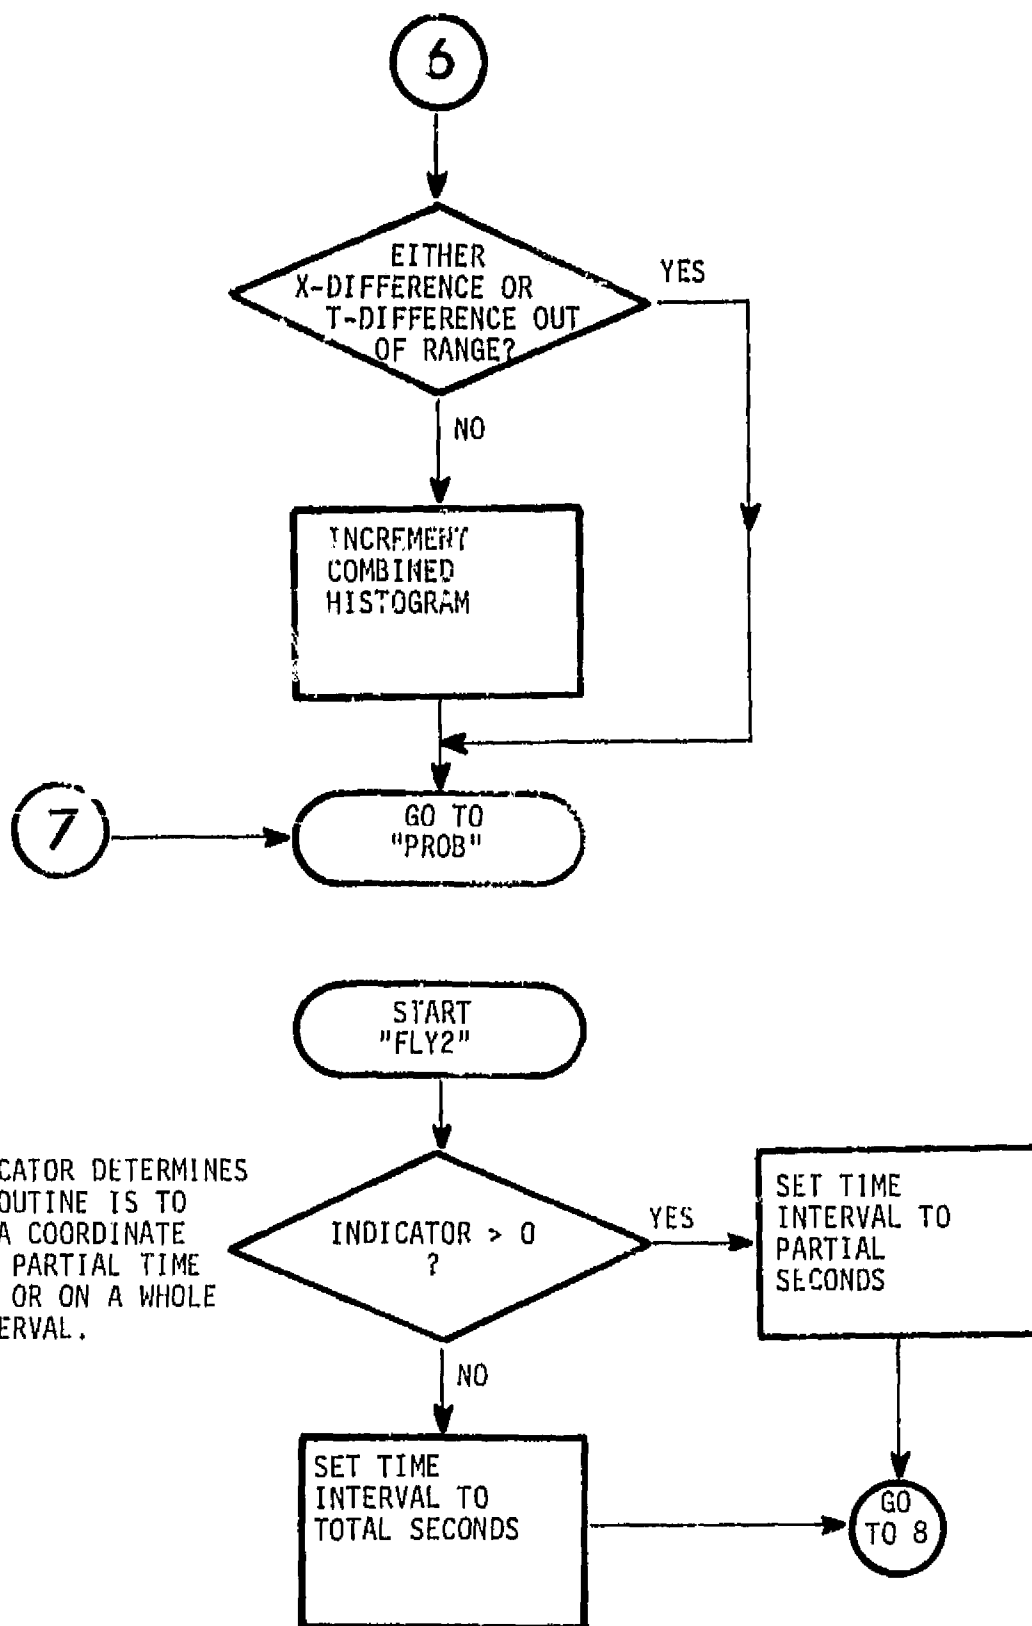 6
EITHER
X-DIFFERENCE OR
T-DIFFERENCE OUT
OF RANGE?
YES
NO
INCREMENT
COMBINED
HISTOGRAM
7
GO TO
"PROB"
START
"FLY2"
CATOR DETERMINES
OUTINE IS TO
A COORDINATE
PARTIAL TIME
OR ON A WHOLE
ERVAL.
INDICATOR > 0
?
YES
SET TIME
INTERVAL TO
PARTIAL
SECONDS
NO
SET TIME
INTERVAL TO
TOTAL SECONDS
GO
TO 8